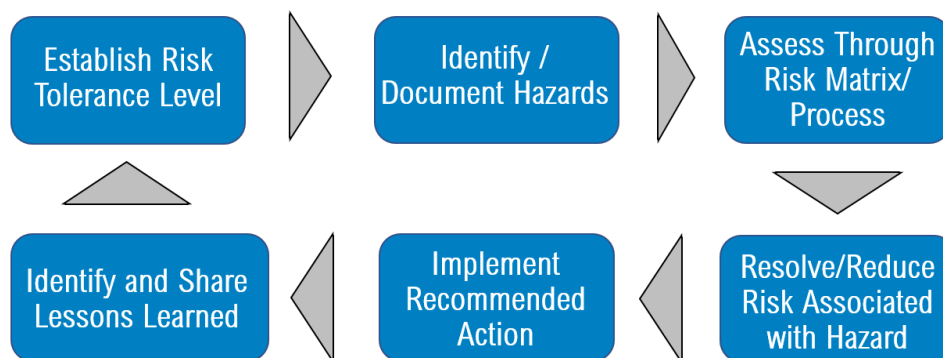 Establish Risk
Tolerance Level
Identify /
Document Hazards
Assess Through
Risk Matrix/
Process
Resolve/Reduce
Risk Associated
with Hazard
Implement
Recommended
Action
Identify and Share
Lessons Learned